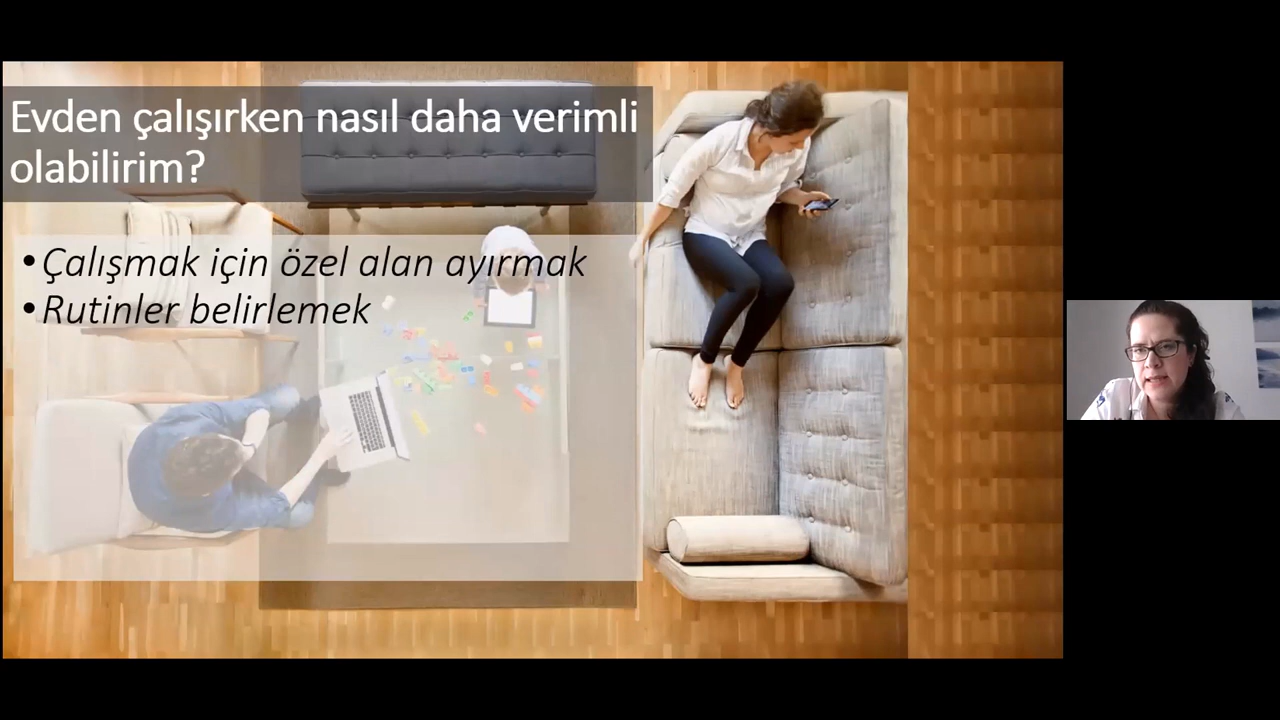 Evden çalışırken nasıl daha verimli
olabilirim?
• Çalışmak için özel alan ayırmak
• Rutinler belirlemek